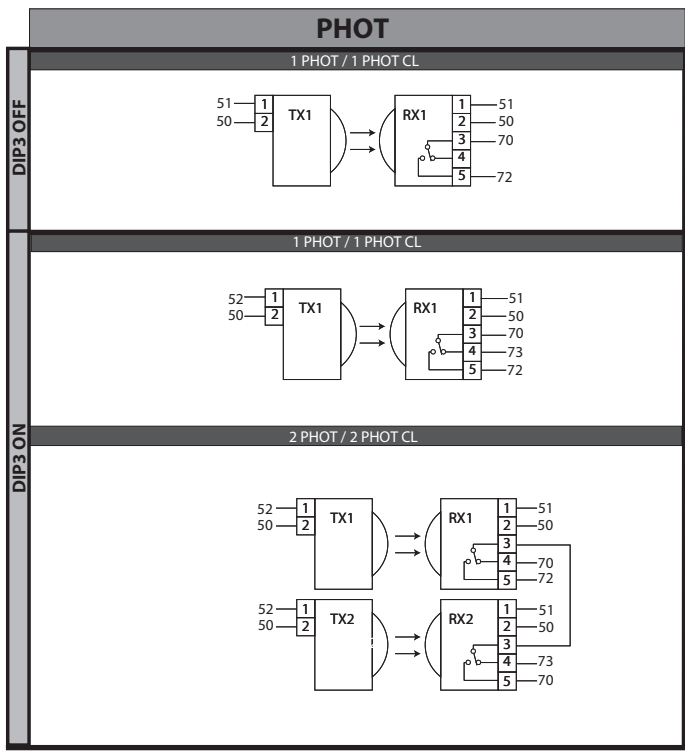 PHOT
DIP3 OFF
1 PHOT / 1 PHOT CL
51 1 TX1 RX1 1 51
50 2 2 50
3 70
4
5 72
DIP3 ON
1 PHOT / 1 PHOT CL
52 1 TX1 RX1 1 51
50 2 2 50
3 70
4 73
5 72
2 PHOT / 2 PHOT CL
52 1 TX1 RX1 1 51
50 2 2 50
3
4 70
5 72
52 1 TX2 RX2 1 51
50 2 2 50
3
4 73
5 70